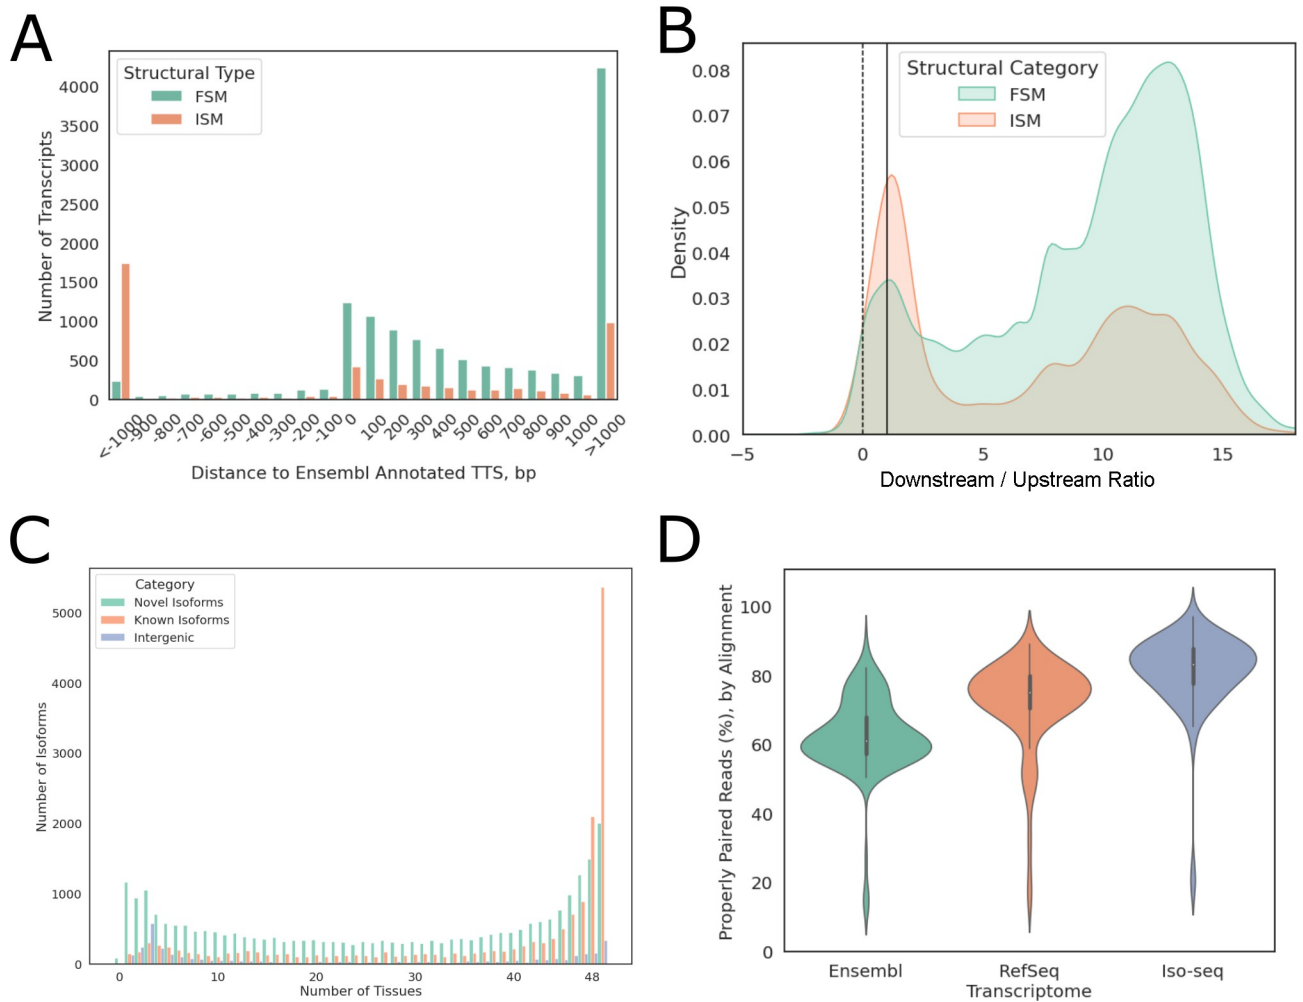 A
Structural Type
FSM
ISM
Number of Transcripts
4000
3500
3000
2500
2000
1500
1000
500
0
<-1000 -900 -800 -700 -600 -500 -400 -300 -200 -100 0 100 200 300 400 500 600 700 800 900 1000 >1000
Distance to Ensembl Annotated TTS, bp
B
Structural Category
FSM
ISM
Density
0.08
0.07
0.06
0.05
0.04
0.03
0.02
0.01
0.00
−5 0 5 10 15
Downstream / Upstream Ratio
C
Category
Novel Isoforms
Known Isoforms
Intergenic
Number of Isoforms
5000
4000
3000
2000
1000
0
0 10 20 30 40 48
Number of Tissues
D
Properly Paired Reads (%), by Alignment
100
80
60
40
20
0
Ensembl RefSeq Iso-seq
Transcriptome